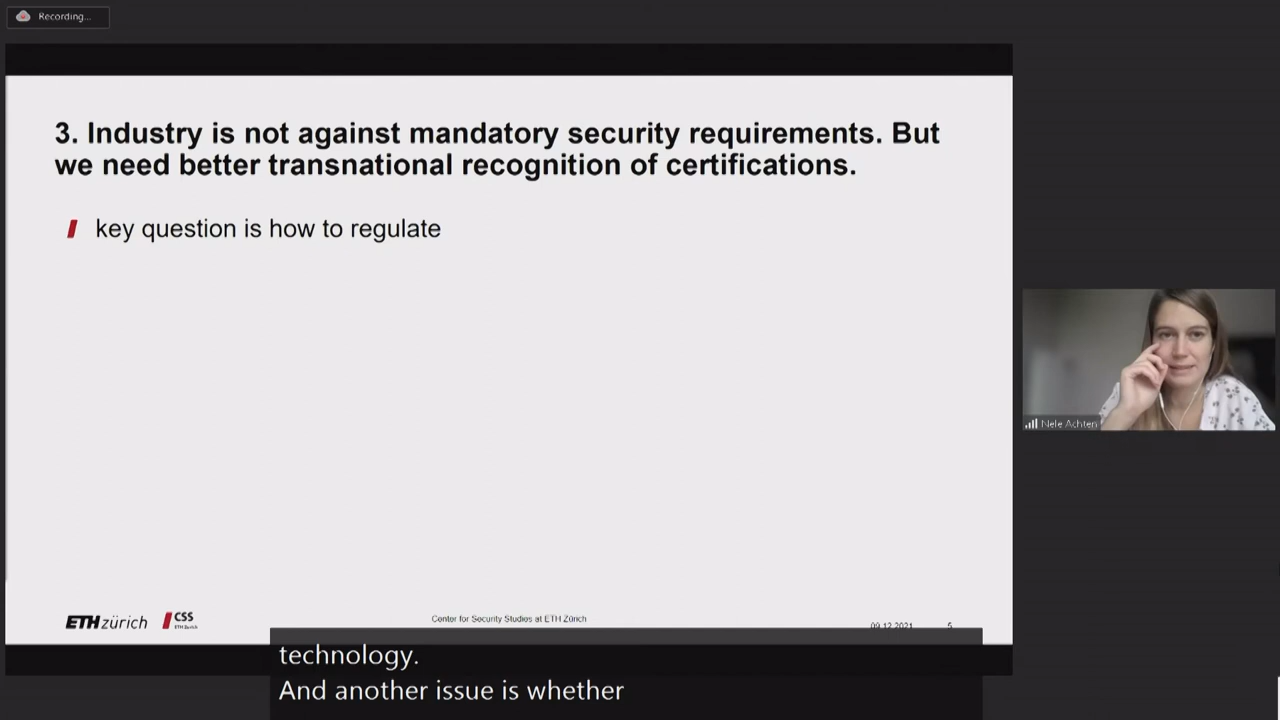 Recording...
3. Industry is not against mandatory security requirements. But
we need better transnational recognition of certifications.
key question is how to regulate
Nele Achten
ETH zürich
CSS
ETH Zürich
Center for Security Studies at ETH Zürich
09.12.2021
5
technology.
And another issue is whether